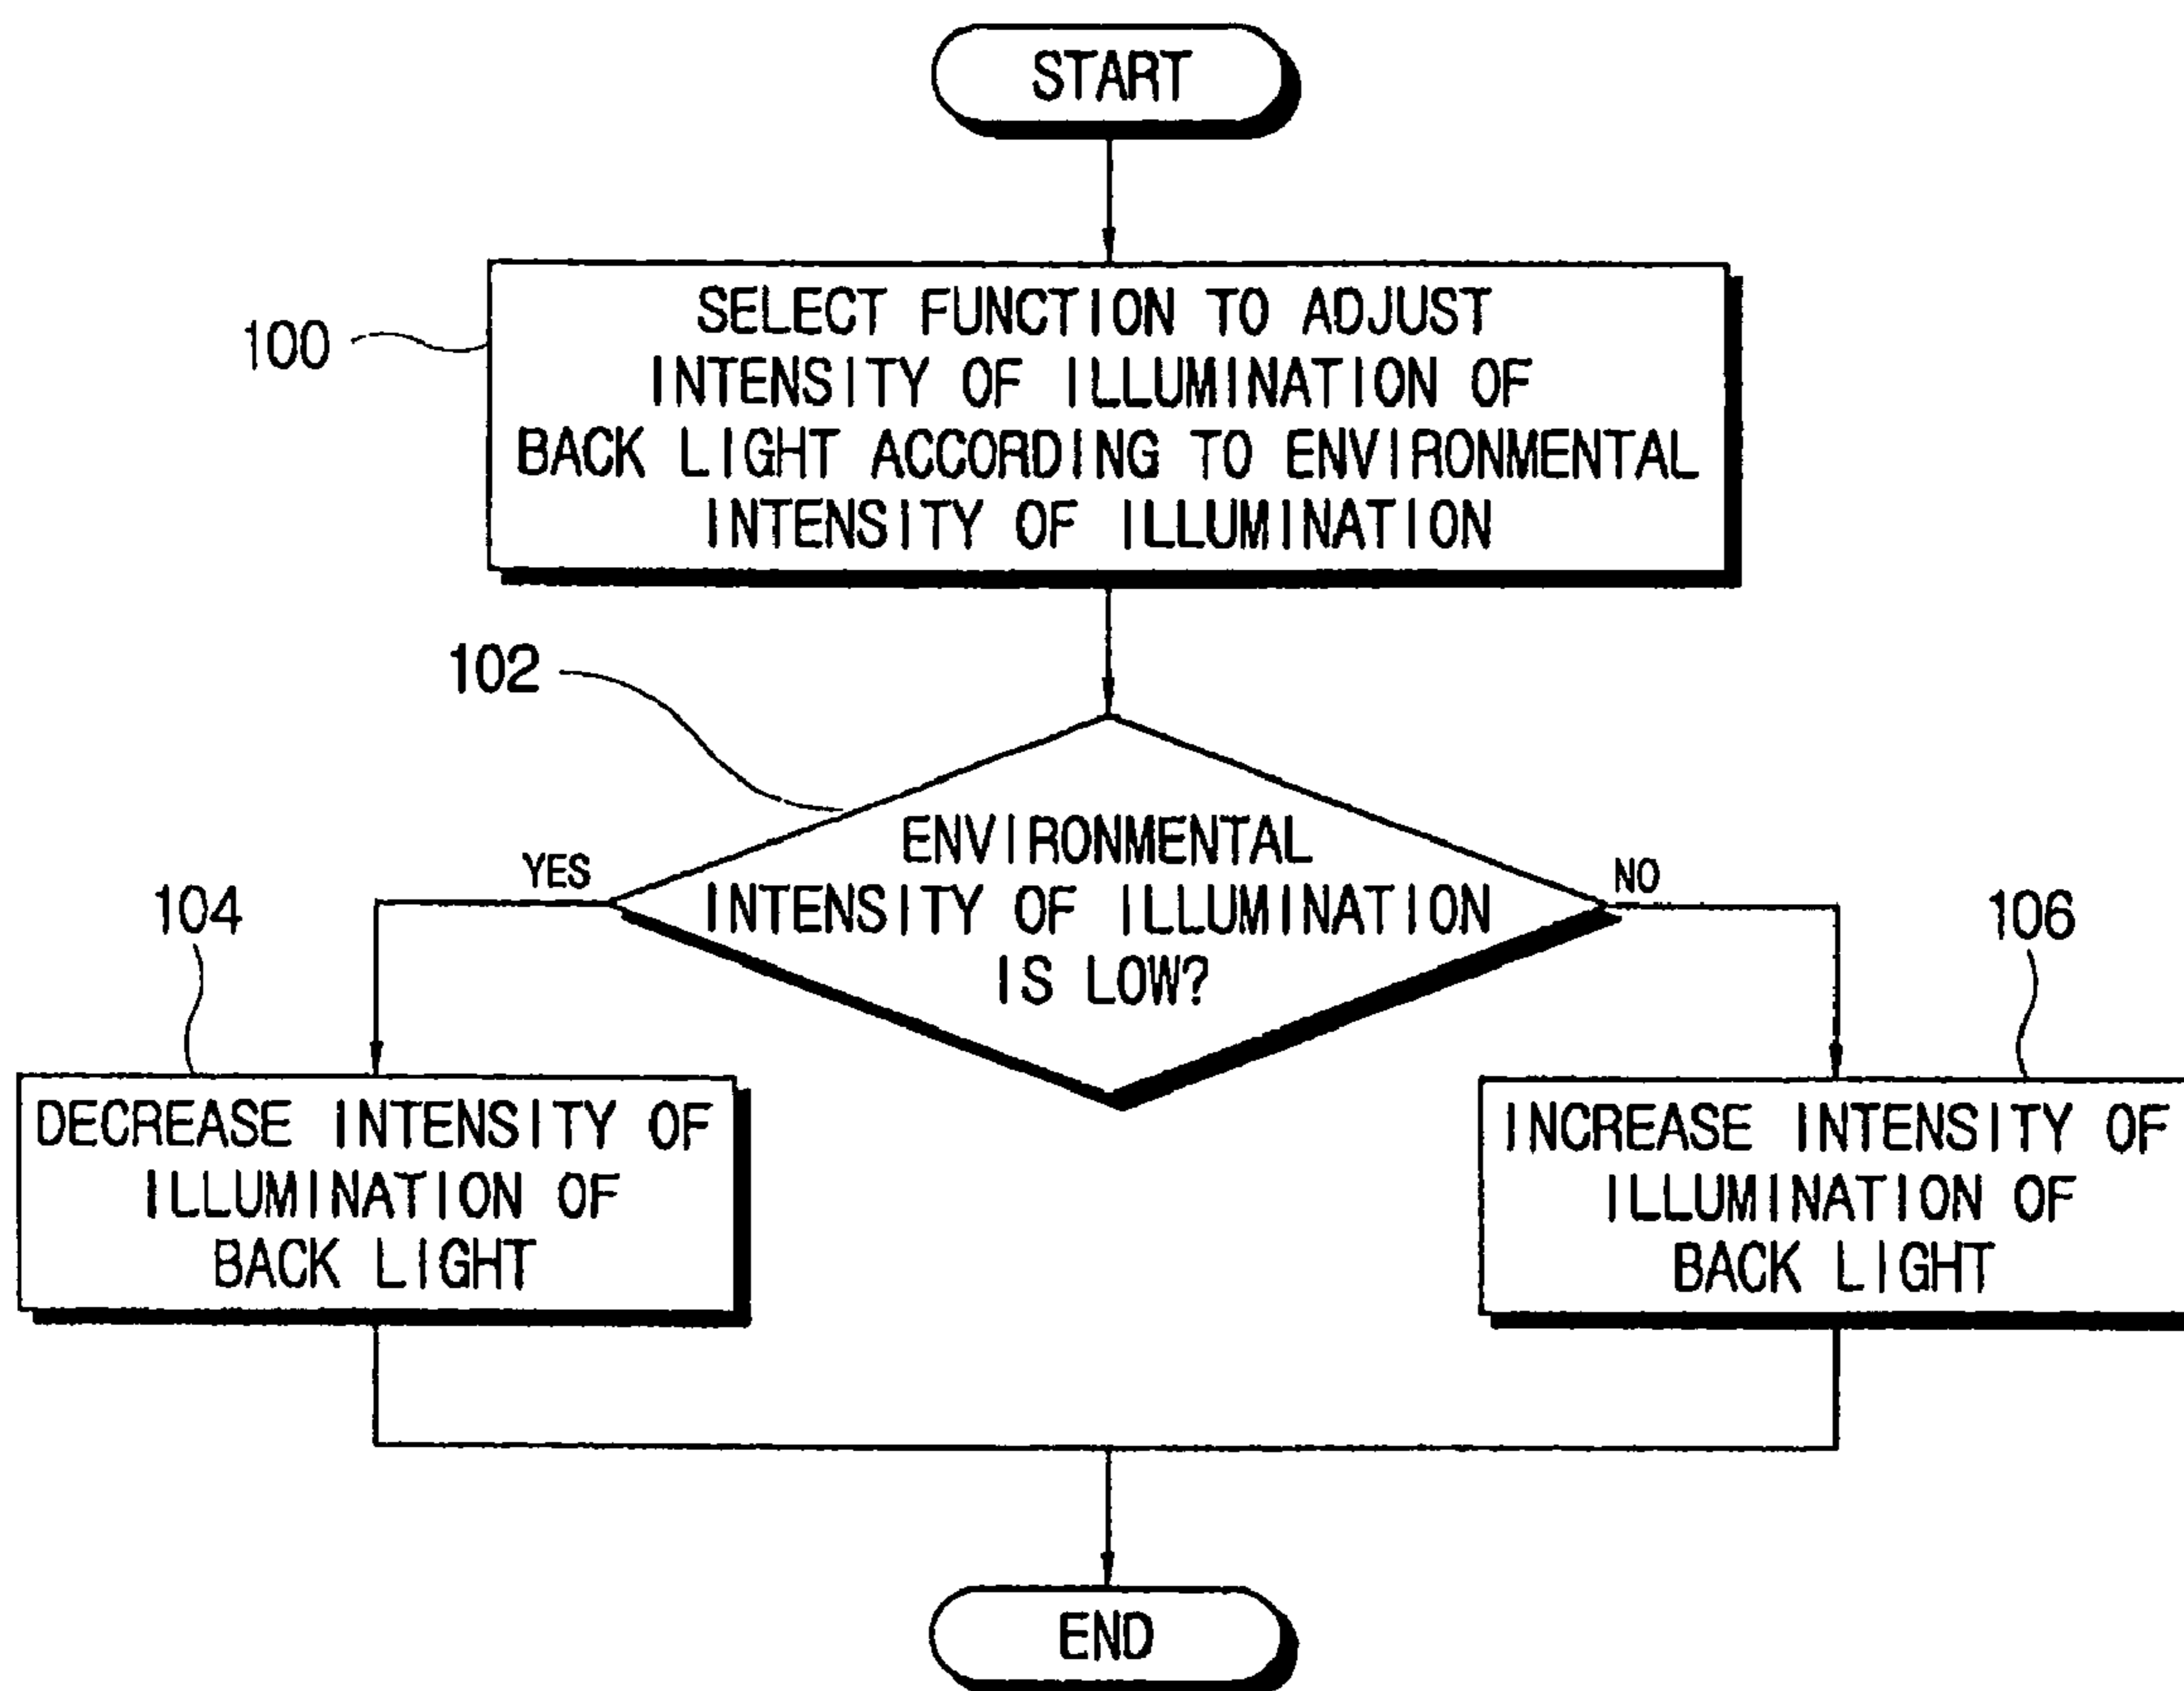 START
100
SELECT FUNCTION TO ADJUST
INTENSITY OF ILLUMINATION OF
BACK LIGHT ACCORDING TO ENVIRONMENTAL
INTENSITY OF ILLUMINATION
102
ENVIRONMENTAL
INTENSITY OF ILLUMINATION
IS LOW?
YES
NO
104
DECREASE INTENSITY OF
ILLUMINATION OF
BACK LIGHT
106
INCREASE INTENSITY OF
ILLUMINATION OF
BACK LIGHT
END